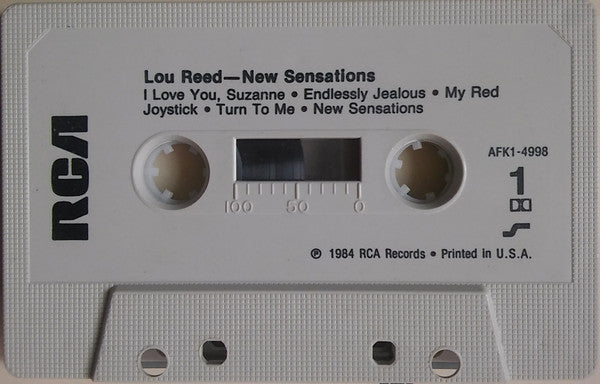 Lou Reed—New Sensations
I Love You, Suzanne • Endlessly Jealous • My Red
Joystick • Turn To Me • New Sensations
RCA
AFK1-4998
1
100 50 0
℗ 1984 RCA Records • Printed in U.S.A.